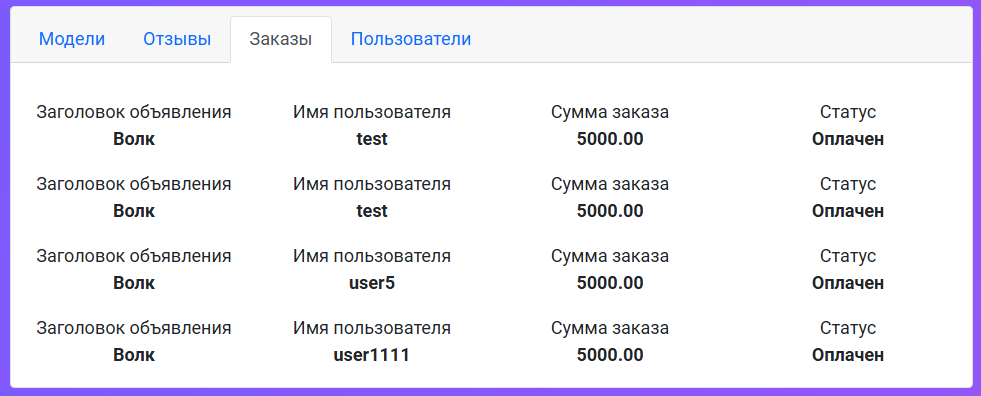 Модели Отзывы Заказы Пользователи
Заголовок объявления Имя пользователя Сумма заказа Статус
Волк test 5000.00 Оплачен
Заголовок объявления Имя пользователя Сумма заказа Статус
Волк test 5000.00 Оплачен
Заголовок объявления Имя пользователя Сумма заказа Статус
Волк user5 5000.00 Оплачен
Заголовок объявления Имя пользователя Сумма заказа Статус
Волк user1111 5000.00 Оплачен